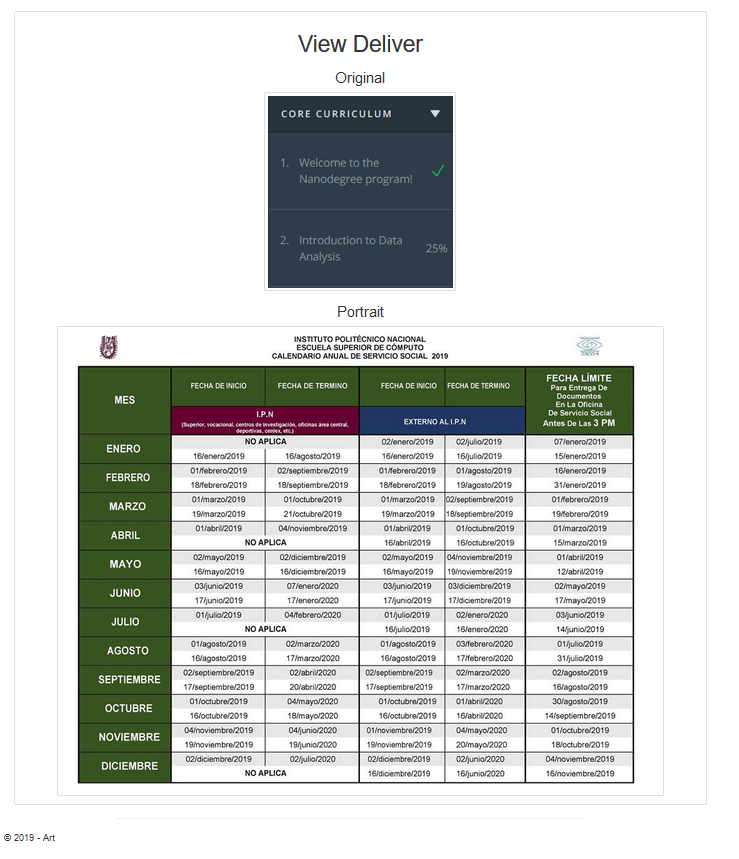 View Deliver
Original
CORE CURRICULUM
1. Welcome to the
Nanodegree program!
2. Introduction to Data
Analysis
25%
Portrait
INSTITUTO POLITÉCNICO NACIONAL
ESCUELA SUPERIOR DE CÓMPUTO
CALENDARIO ANUAL DE SERVICIO SOCIAL 2019
MES
FECHA DE INICIO FECHA DE TERMINO FECHA DE INICIO FECHA DE TERMINO
FECHA LÍMITE
Para Entrega De
Documentos
En La Oficina
De Servicio Social
Antes De Las 3 PM
I.P.N
(Superior, vocacional, centros de investigación, oficinas área central,
deportivas, cenlex, etc.)
EXTERNO AL I.P.N
ENERO
NO APLICA 02/enero/2019 02/julio/2019 07/enero/2019
16/enero/2019 16/agosto/2019 16/enero/2019 16/julio/2019 15/enero/2019
FEBRERO
01/febrero/2019 02/septiembre/2019 01/febrero/2019 01/agosto/2019 16/enero/2019
18/febrero/2019 18/septiembre/2019 18/febrero/2019 19/agosto/2019 31/enero/2019
MARZO
01/marzo/2019 01/octubre/2019 01/marzo/2019 02/septiembre/2019 01/febrero/2019
19/marzo/2019 21/octubre/2019 19/marzo/2019 18/septiembre/2019 19/febrero/2019
ABRIL
01/abril/2019 04/noviembre/2019 01/abril/2019 01/octubre/2019 01/marzo/2019
NO APLICA 16/abril/2019 16/octubre/2019 15/marzo/2019
MAYO
02/mayo/2019 02/diciembre/2019 02/mayo/2019 04/noviembre/2019 01/abril/2019
16/mayo/2019 16/diciembre/2019 16/mayo/2019 19/noviembre/2019 12/abril/2019
JUNIO
03/junio/2019 07/enero/2020 03/junio/2019 03/diciembre/2019 02/mayo/2019
17/junio/2019 17/enero/2020 17/junio/2019 17/diciembre/2019 17/mayo/2019
JULIO
01/julio/2019 04/febrero/2020 01/julio/2019 02/enero/2020 03/junio/2019
NO APLICA 16/julio/2019 16/enero/2020 14/junio/2019
AGOSTO
01/agosto/2019 02/marzo/2020 01/agosto/2019 03/febrero/2020 01/julio/2019
16/agosto/2019 17/marzo/2020 16/agosto/2019 17/febrero/2020 31/julio/2019
SEPTIEMBRE
02/septiembre/2019 02/abril/2020 02/septiembre/2019 02/marzo/2020 02/agosto/2019
17/septiembre/2019 20/abril/2020 17/septiembre/2019 17/marzo/2020 16/agosto/2019
OCTUBRE
01/octubre/2019 04/mayo/2020 01/octubre/2019 01/abril/2020 30/agosto/2019
16/octubre/2019 18/mayo/2020 16/octubre/2019 16/abril/2020 14/septiembre/2019
NOVIEMBRE
04/noviembre/2019 04/junio/2020 01/noviembre/2019 04/mayo/2020 01/octubre/2019
19/noviembre/2019 19/junio/2020 19/noviembre/2019 20/mayo/2020 18/octubre/2019
DICIEMBRE
02/diciembre/2019 02/julio/2020 02/diciembre/2019 02/junio/2020 04/noviembre/2019
NO APLICA 16/diciembre/2019 16/junio/2020 16/noviembre/2019
© 2019 - Art